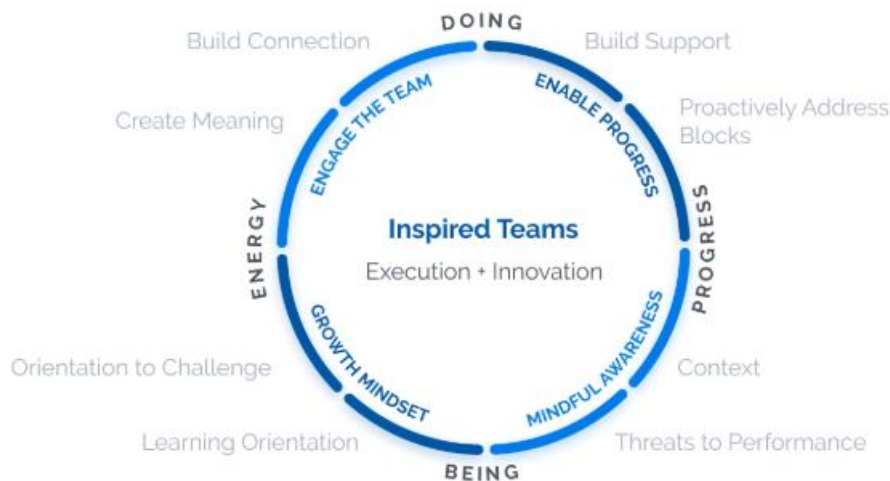 DOING
Build Connection
Build Support
ENGAGE THE TEAM
ENABLE PROGRESS
Create Meaning
Proactively Address
Blocks
ENERGY
PROGRESS
Inspired Teams
Execution + Innovation
GROWTH MINDSET
MINDFUL AWARENESS
Orientation to Challenge
Context
Learning Orientation
Threats to Performance
BEING